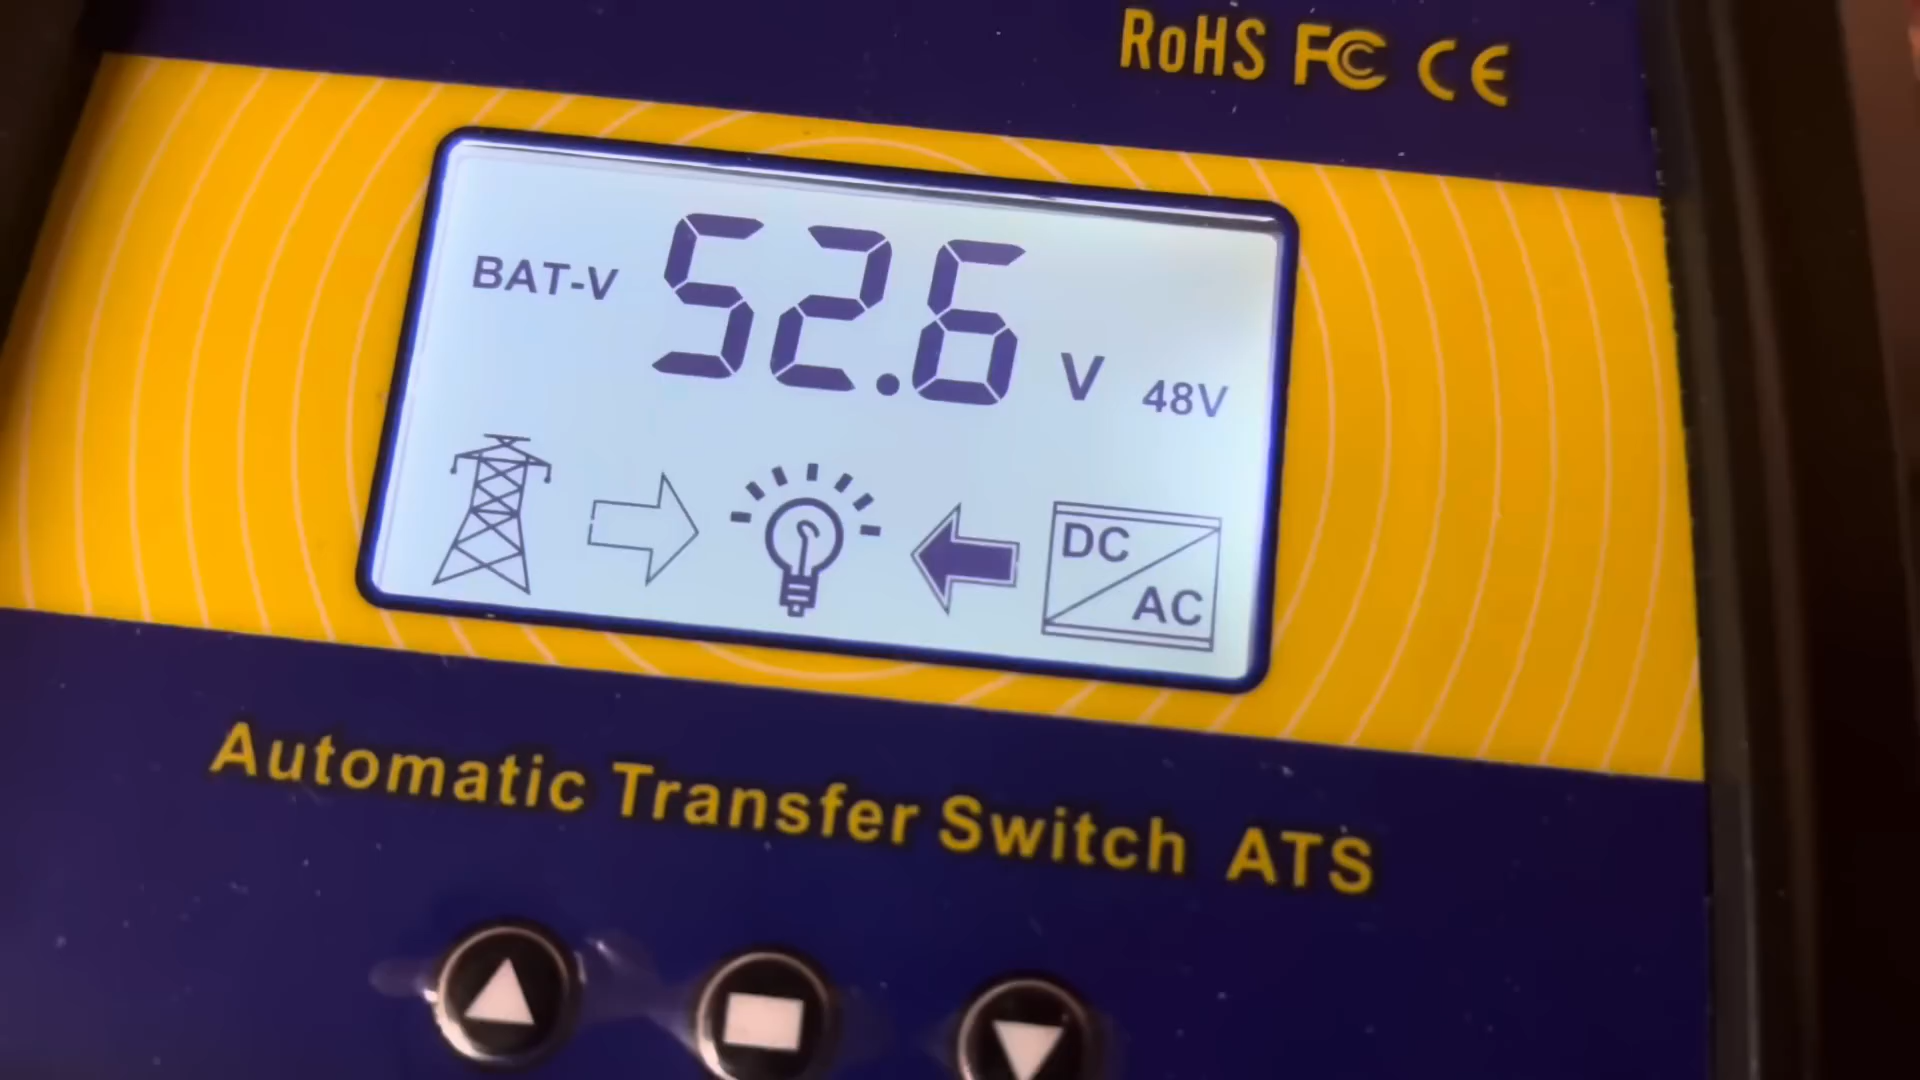 RoHS FC CE
BAT-V 52.6 V 48V
DC
AC
Automatic Transfer Switch ATS